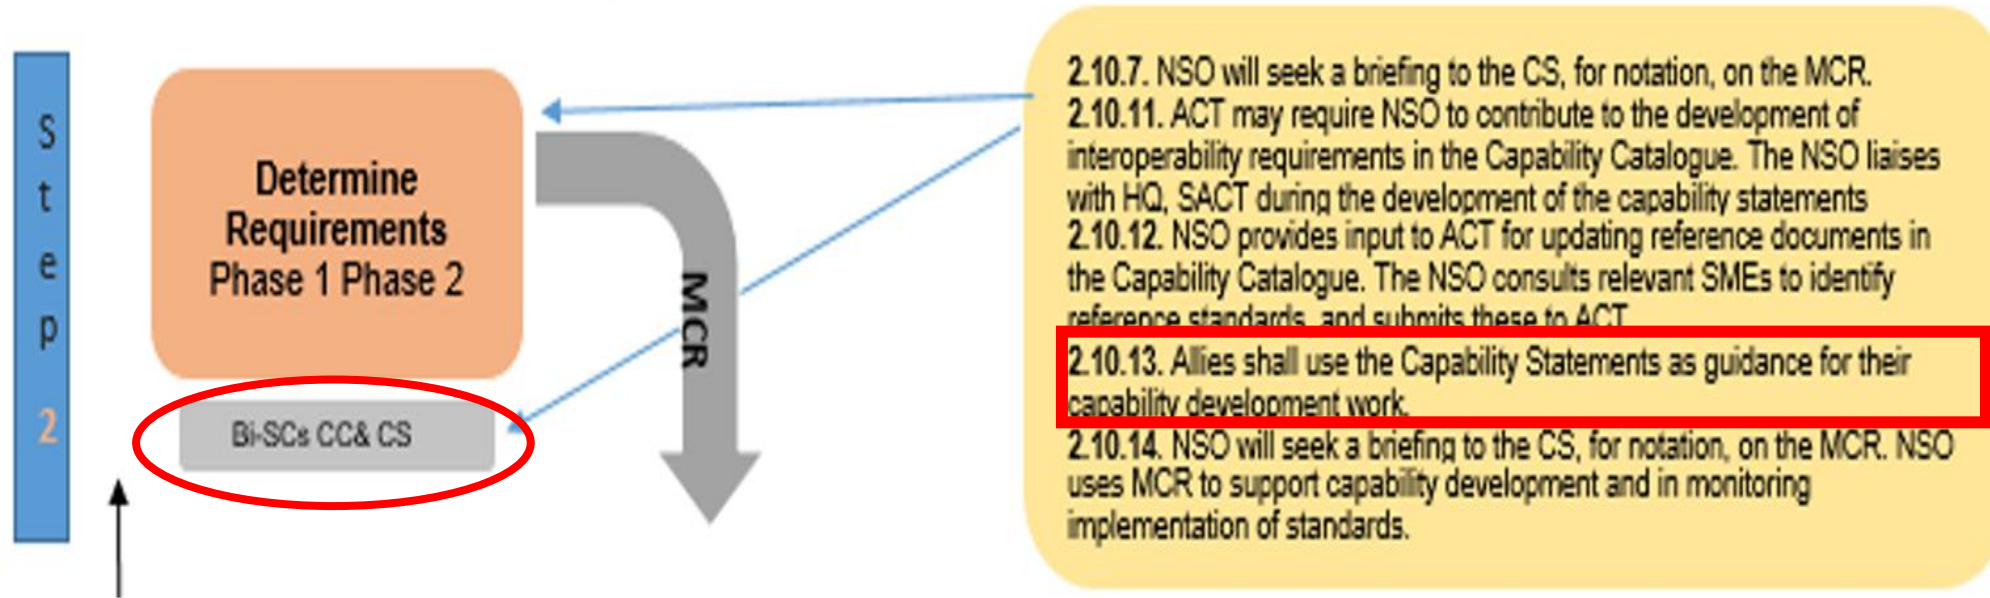 Step 2
Determine
Requirements
Phase 1 Phase 2
Bi-SCs CC& CS
MCR
2.10.7. NSO will seek a briefing to the CS, for notation, on the MCR.
2.10.11. ACT may require NSO to contribute to the development of
interoperability requirements in the Capability Catalogue. The NSO liaises
with HQ, SACT during the development of the capability statements
2.10.12. NSO provides input to ACT for updating reference documents in
the Capability Catalogue. The NSO consults relevant SMEs to identify
reference standards, and submits these to ACT
2.10.13. Allies shall use the Capability Statements as guidance for their
capability development work.
2.10.14. NSO will seek a briefing to the CS, for notation, on the MCR. NSO
uses MCR to support capability development and in monitoring
implementation of standards.